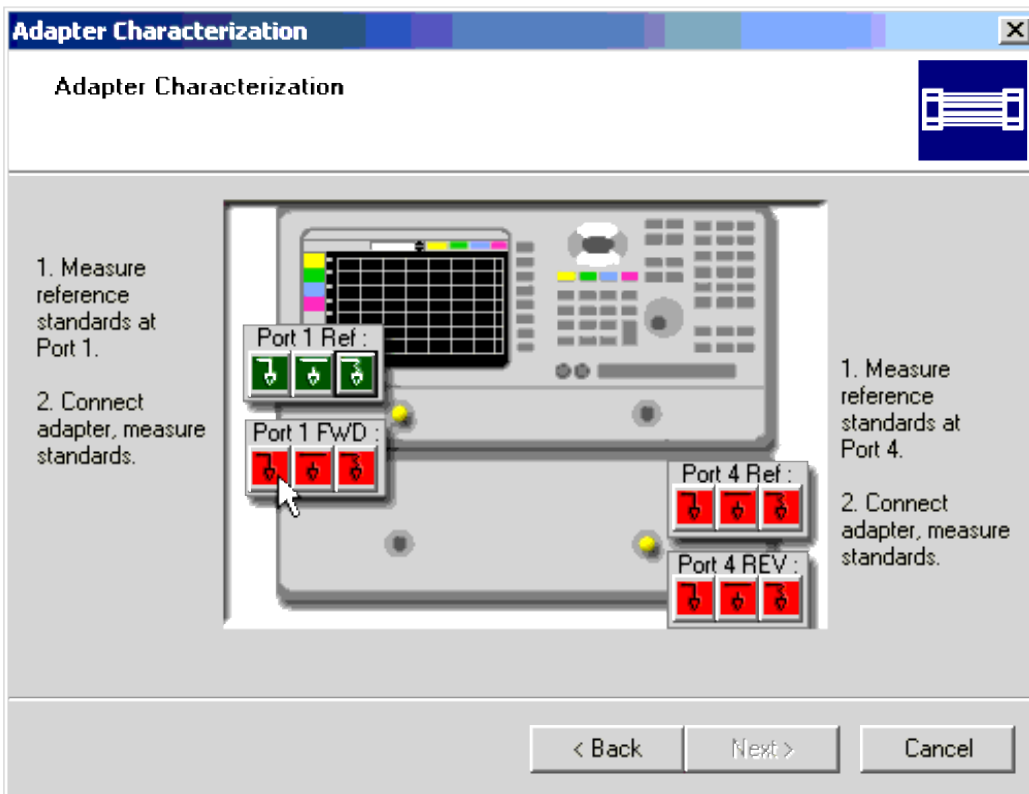 Adapter Characterization
Adapter Characterization
1. Measure
reference
standards at
Port 1.
2. Connect
adapter, measure
standards.
Port 1 Ref :
Port 1 FWD :
Port 4 Ref :
Port 4 REV :
1. Measure
reference
standards at
Port 4.
2. Connect
adapter, measure
standards.
< Back
Next >
Cancel